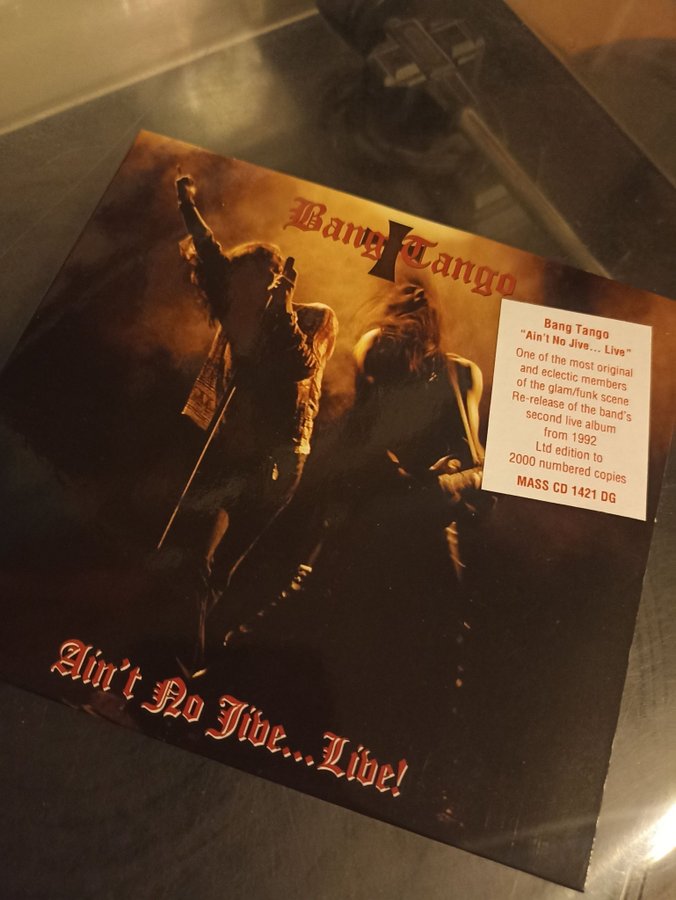 Bang Tango
Bang Tango
"Ain't No Jive... Live"
One of the most original
and eclectic members
of the glam/funk scene
Re-release of the band's
second live album
from 1992
Ltd edition to
2000 numbered copies
MASS CD 1421 DG
Ain't No Jive...Live!